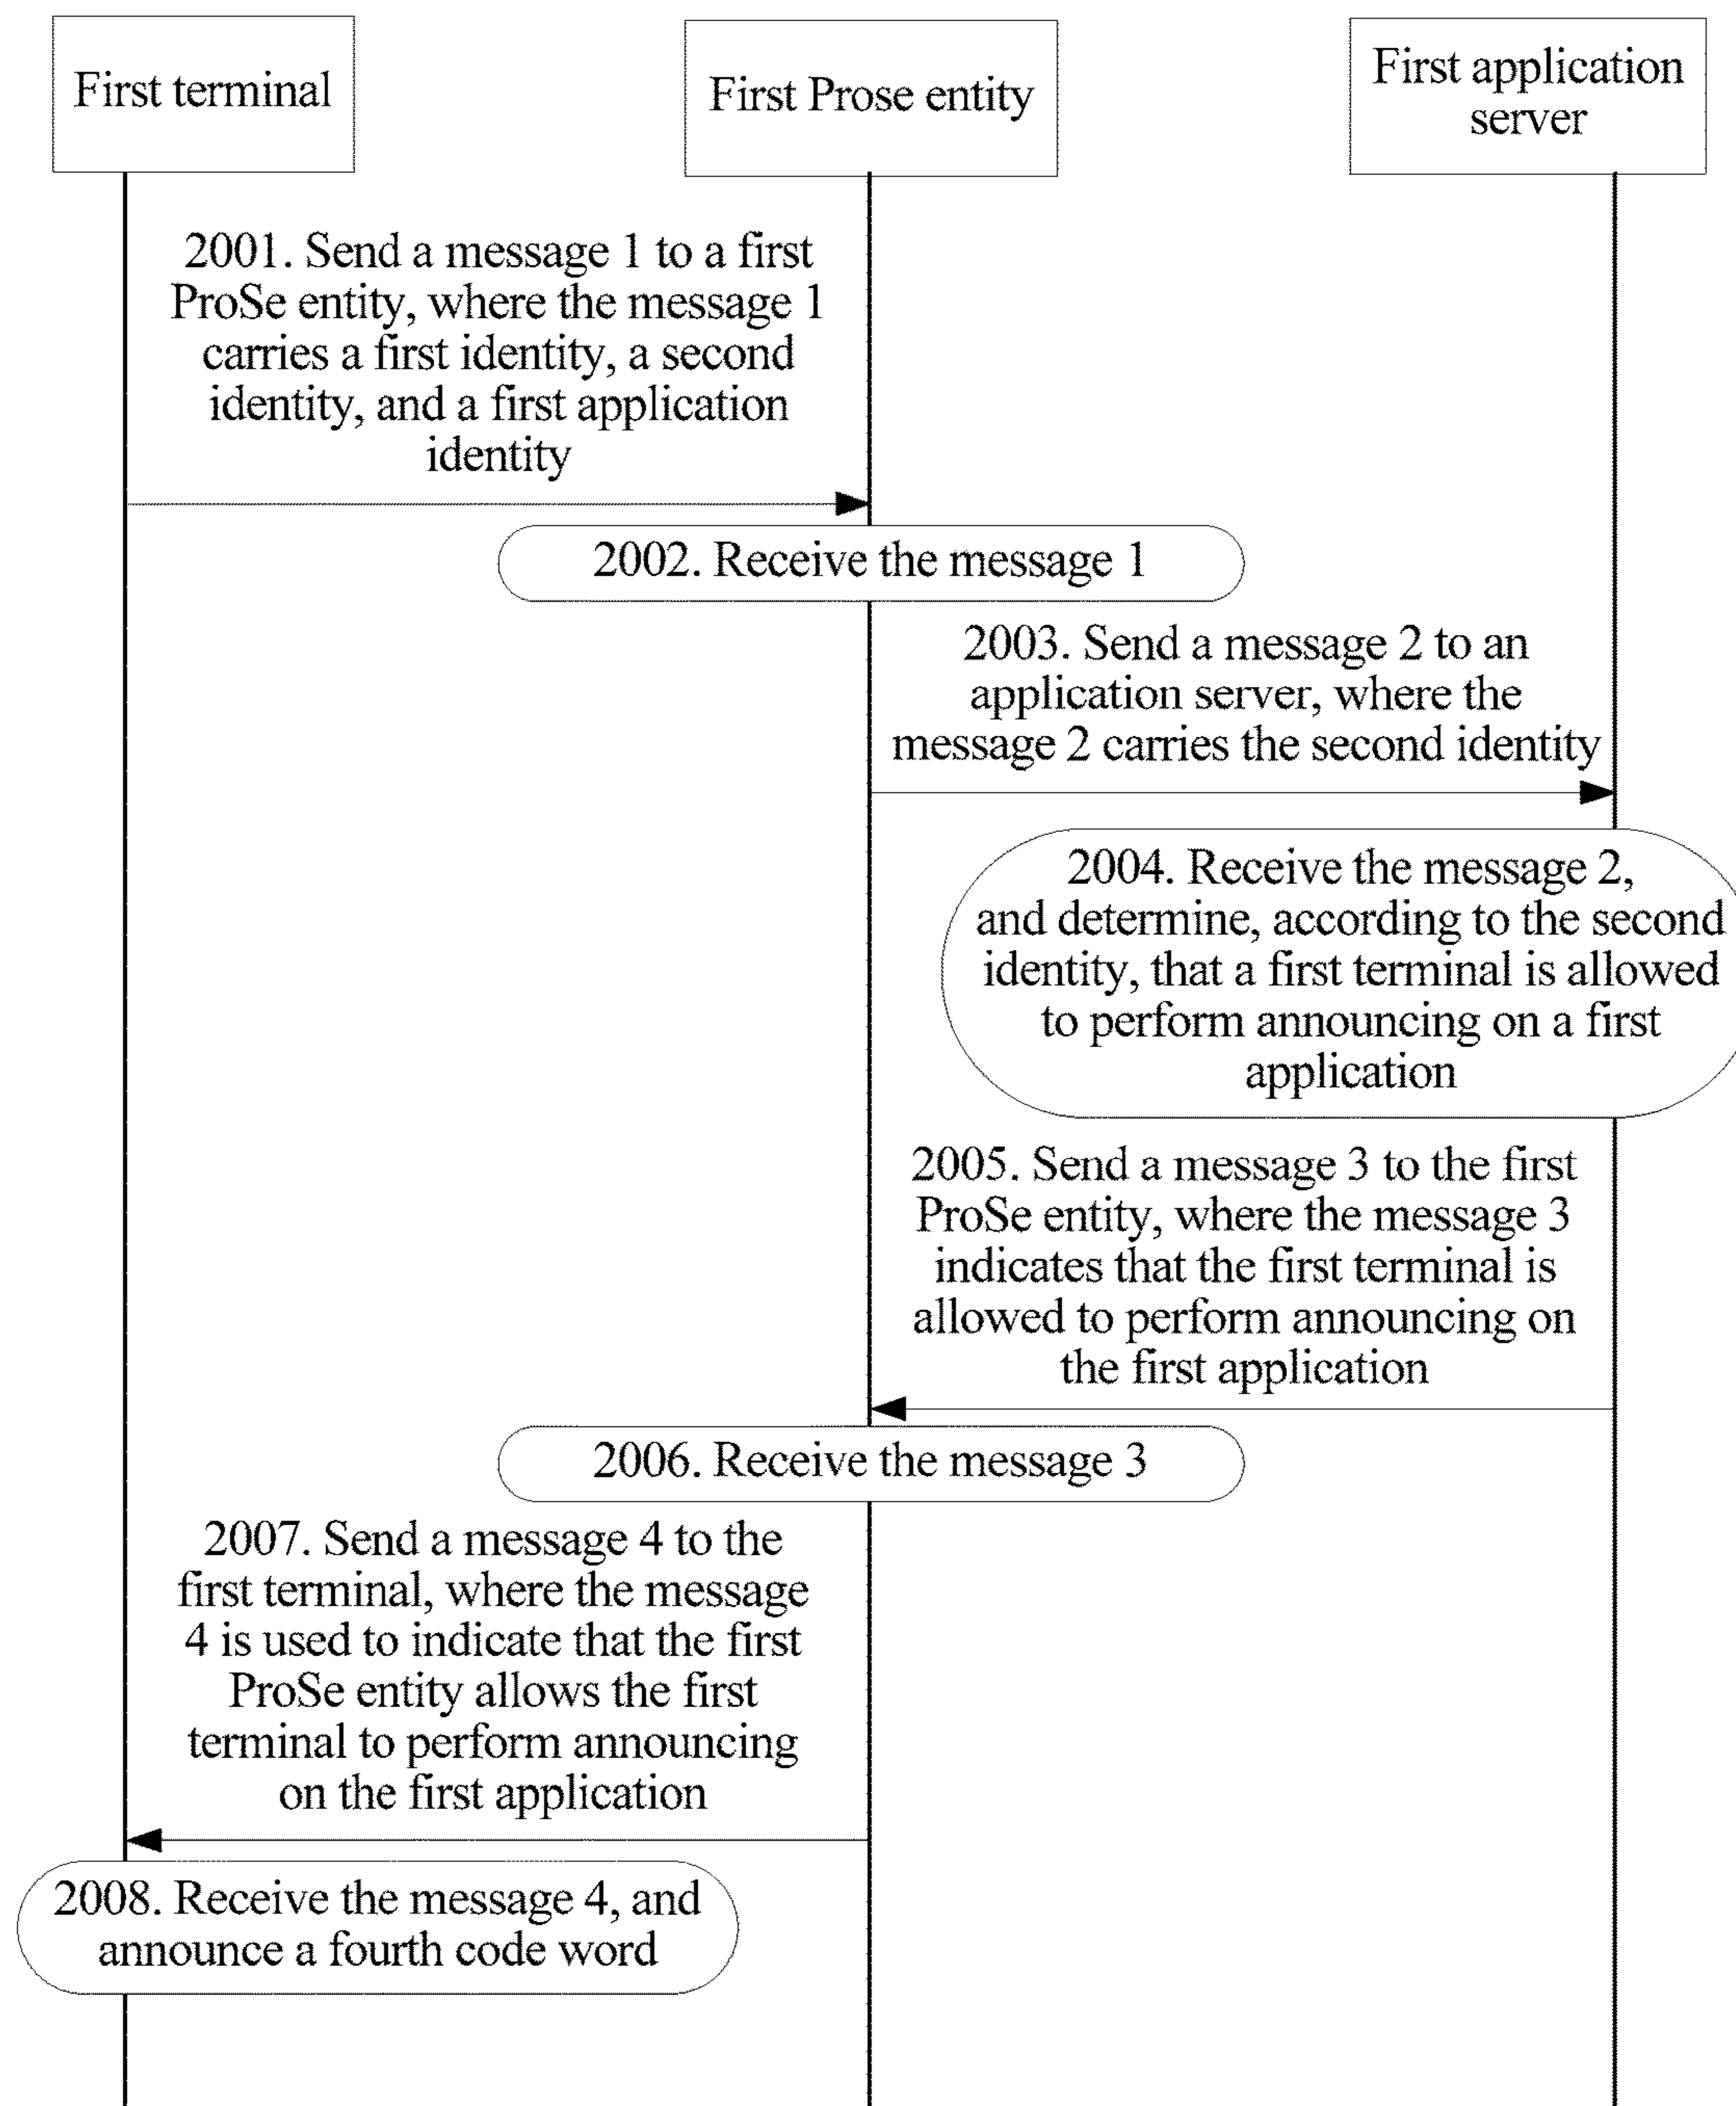 First terminal
First Prose entity
First application
server
2001. Send a message 1 to a first
ProSe entity, where the message 1
carries a first identity, a second
identity, and a first application
identity
2002. Receive the message 1
2003. Send a message 2 to an
application server, where the
message 2 carries the second identity
2004. Receive the message 2,
and determine, according to the second
identity, that a first terminal is allowed
to perform announcing on a first
application
2005. Send a message 3 to the first
ProSe entity, where the message 3
indicates that the first terminal is
allowed to perform announcing on
the first application
2006. Receive the message 3
2007. Send a message 4 to the
first terminal, where the message
4 is used to indicate that the first
ProSe entity allows the first
terminal to perform announcing
on the first application
2008. Receive the message 4, and
announce a fourth code word